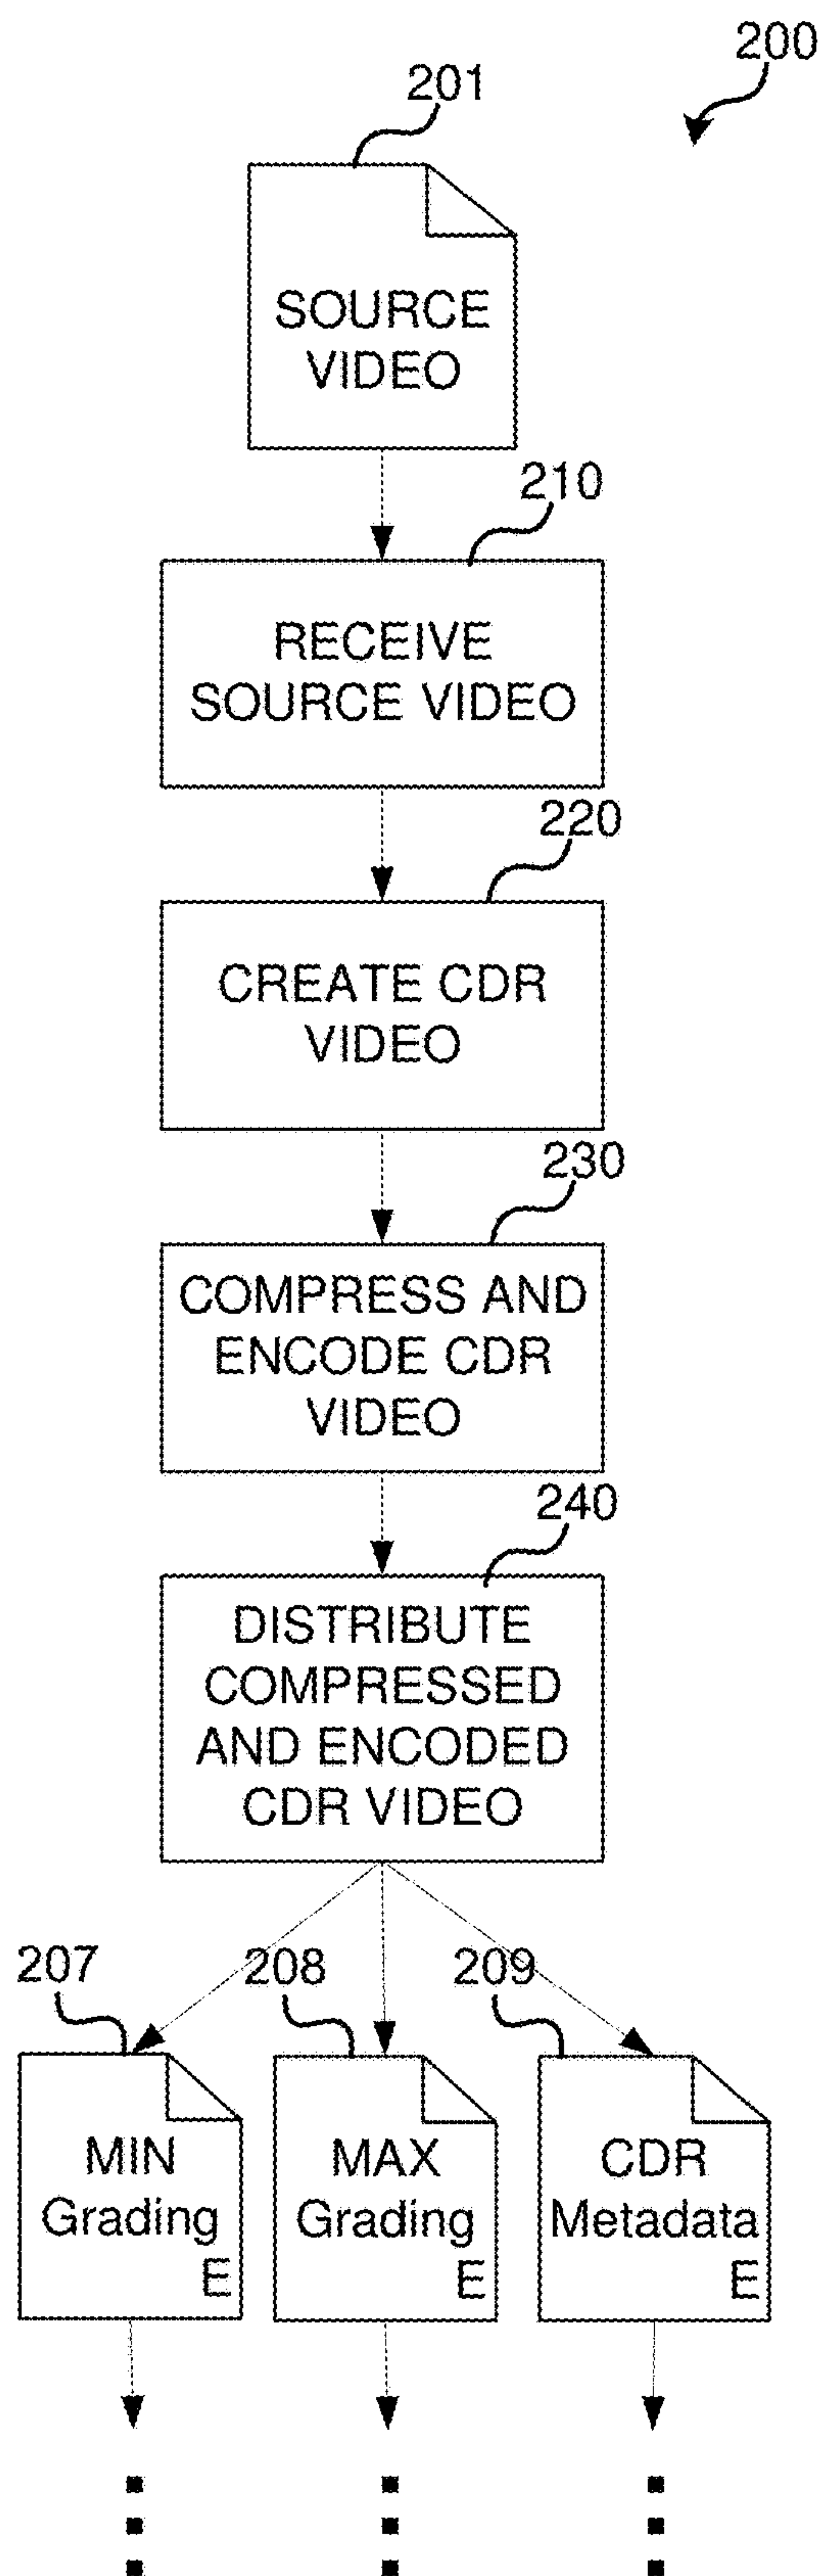 200
201
SOURCE
VIDEO
210
RECEIVE
SOURCE VIDEO
220
CREATE CDR
VIDEO
230
COMPRESS AND
ENCODE CDR
VIDEO
240
DISTRIBUTE
COMPRESSED
AND ENCODED
CDR VIDEO
207
MIN
Grading
E
208
MAX
Grading
E
209
CDR
Metadata
E